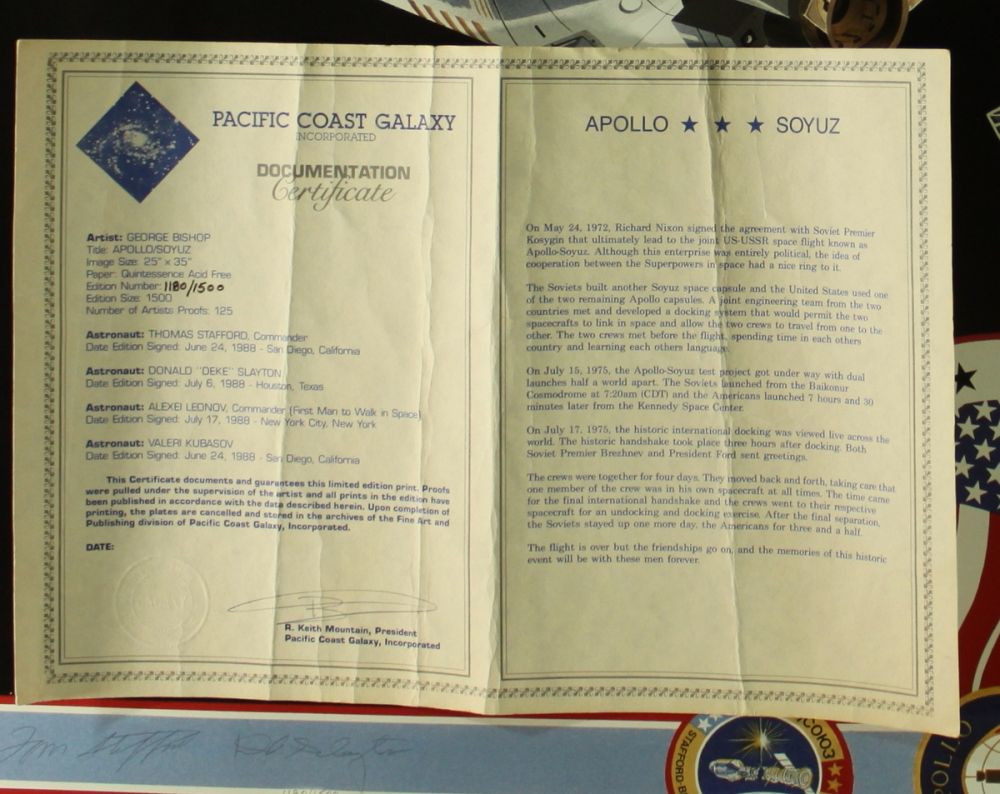 PACIFIC COAST GALAXY
INCORPORATED
DOCUMENTATION
Certificate
Artist: GEORGE BISHOP
Title: APOLLO/SOYUZ
Image Size: 25" x 35"
Paper: Quintessence Acid Free
Edition Number: 1180/1500
Edition Size: 1500
Number of Artists Proofs: 125
Astronaut: THOMAS STAFFORD, Commander
Date Edition Signed: June 24, 1988 - San Diego, California
Astronaut: DONALD "DEKE" SLAYTON
Date Edition Signed: July 6, 1988 - Houston, Texas
Astronaut: ALEXEI LEONOV, Commander (First Man to Walk in Space)
Date Edition Signed: July 17, 1988 - New York City, New York
Astronaut: VALERI KUBASOV
Date Edition Signed: June 24, 1988 - San Diego, California
This Certificate documents and guarantees this limited edition print. Proofs
were pulled under the supervision of the artist and all prints in the edition have
been published in accordance with the data described herein. Upon completion of
printing, the plates are cancelled and stored in the archives of the Fine Art and
Publishing division of Pacific Coast Galaxy, Incorporated.
DATE:
R. Keith Mountain, President
Pacific Coast Galaxy, Incorporated
APOLLO ★ ★ ★ SOYUZ
On May 24, 1972, Richard Nixon signed the agreement with Soviet Premier
Kosygin that ultimately lead to the joint US-USSR space flight known as
Apollo-Soyuz. Although this enterprise was entirely political, the idea of
cooperation between the Superpowers in space had a nice ring to it.
The Soviets built another Soyuz space capsule and the United States used one
of the two remaining Apollo capsules. A joint engineering team from the two
countries met and developed a docking system that would permit the two
spacecrafts to link in space and allow the two crews to travel from one to the
other. The two crews met before the flight, spending time in each others
country and learning each others language.
On July 15, 1975, the Apollo-Soyuz test project got under way with dual
launches half a world apart. The Soviets launched from the Baikonur
Cosmodrome at 7:20am (CDT) and the Americans launched 7 hours and 30
minutes later from the Kennedy Space Center.
On July 17, 1975, the historic international docking was viewed live across the
world. The historic handshake took place three hours after docking. Both
Soviet Premier Brezhnev and President Ford sent greetings.
The crews were together for four days. They moved back and forth, taking care that
one member of the crew was in his own spacecraft at all times. The time came
for the final international handshake and the crews went to their respective
spacecraft for an undocking and docking exercise. After the final separation,
the Soviets stayed up one more day, the Americans for three and a half.
The flight is over but the friendships go on, and the memories of this historic
event will be with these men forever.
Tom Stafford
STAFFORD
СОЮЗ